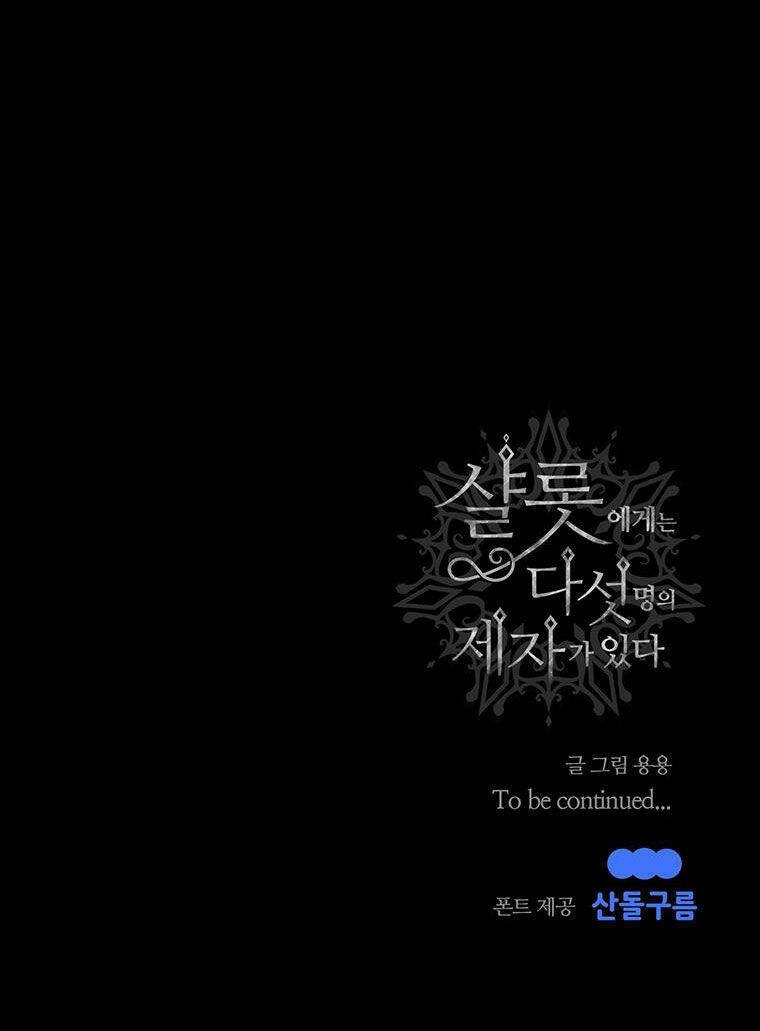 샬롯에게는
다섯명의
제자가 있다
글 그림 용용
To be continued...
폰트 제공 산돌구름